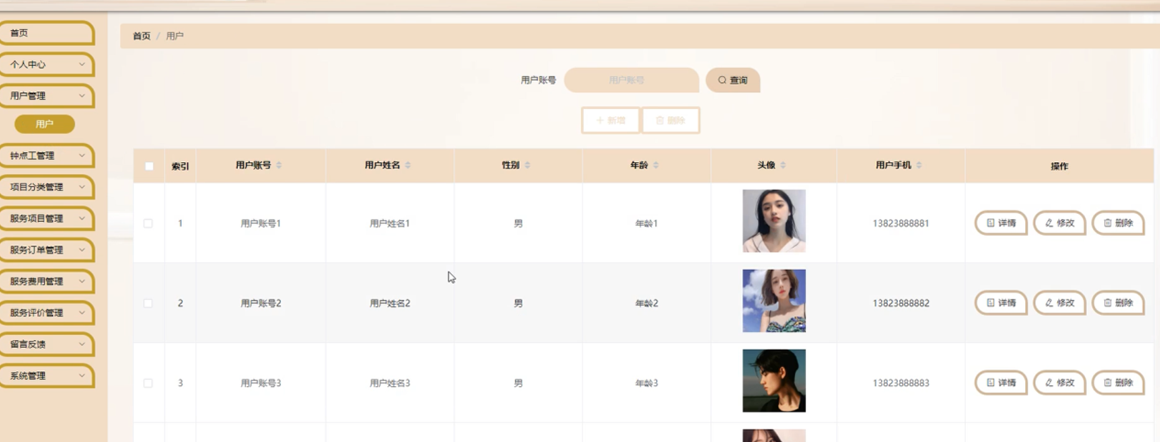 首页
个人中心
用户管理
用户
钟点工管理
项目分类管理
服务项目管理
服务订单管理
服务费用管理
服务评价管理
留言反馈
系统管理
首页 / 用户
用户账号 用户账号 查询
+ 新增 删除
索引 用户账号 用户姓名 性别 年龄 头像 用户手机 操作
1 用户账号1 用户姓名1 男 年龄1 13823888881 详情 修改 删除
2 用户账号2 用户姓名2 男 年龄2 13823888882 详情 修改 删除
3 用户账号3 用户姓名3 男 年龄3 13823888883 详情 修改 删除